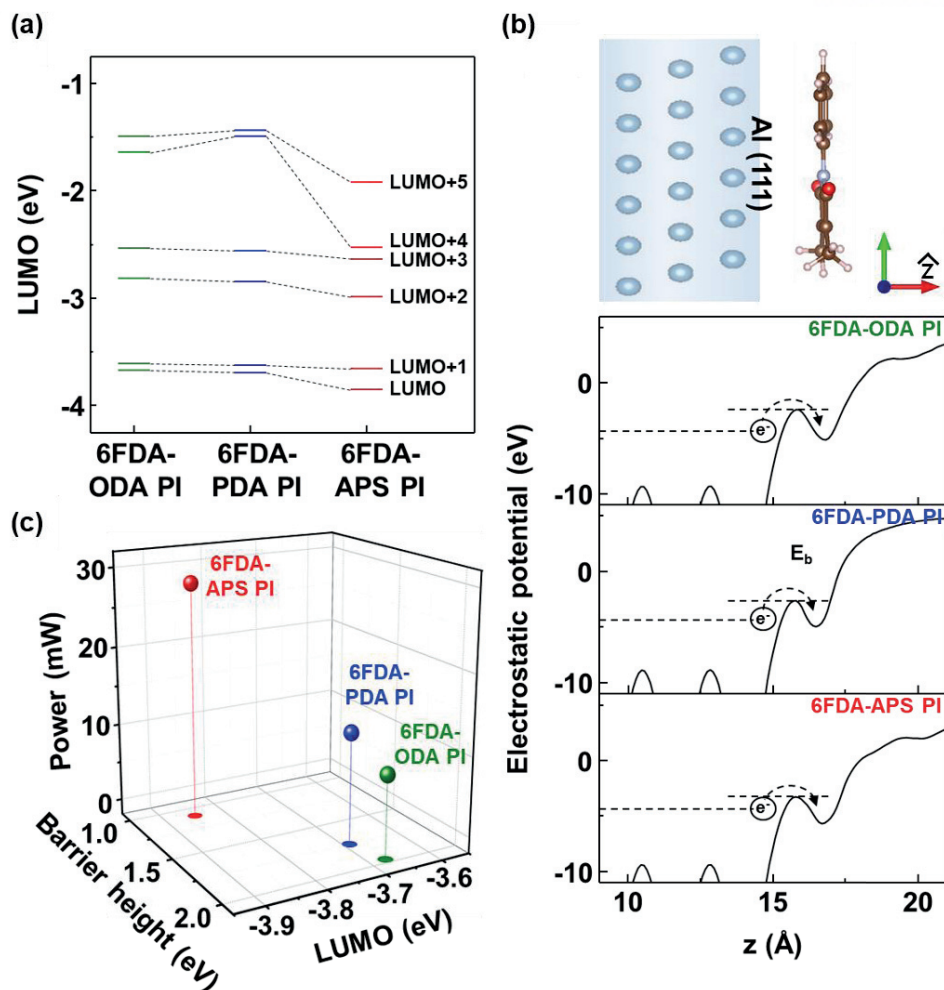 (a)
-1
-2
-3
-4
LUMO (eV)
LUMO+5
LUMO+4
LUMO+3
LUMO+2
LUMO+1
LUMO
6FDA-
ODA PI
6FDA-
PDA PI
6FDA-
APS PI
(b)
Al (111)
ẑ
6FDA-ODA PI
0
-10
e-
6FDA-PDA PI
Eb
0
-10
e-
6FDA-APS PI
0
-10
e-
Electrostatic potential (eV)
10
15
20
z (Å)
(c)
30
20
10
0
Power (mW)
6FDA-
APS PI
6FDA-
PDA PI
6FDA-
ODA PI
1.0
1.5
2.0
Barrier height (eV)
-3.9
-3.8
-3.7
-3.6
LUMO (eV)